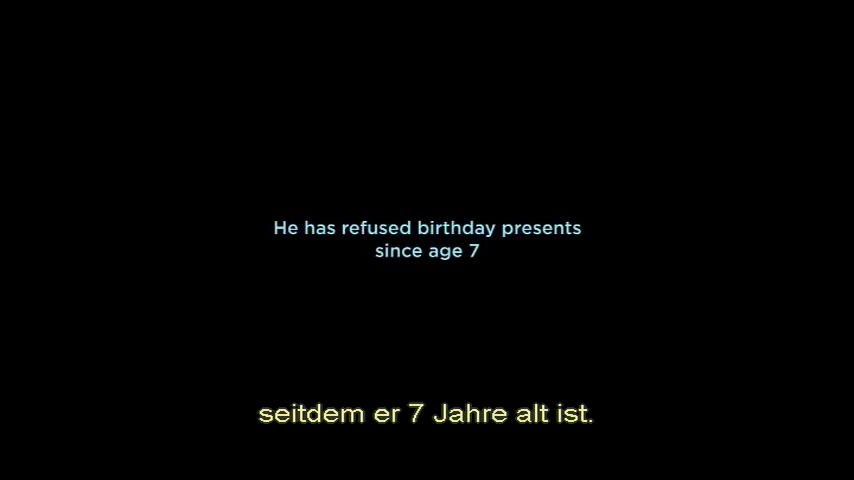 He has refused birthday presents
since age 7
seitdem er 7 Jahre alt ist.